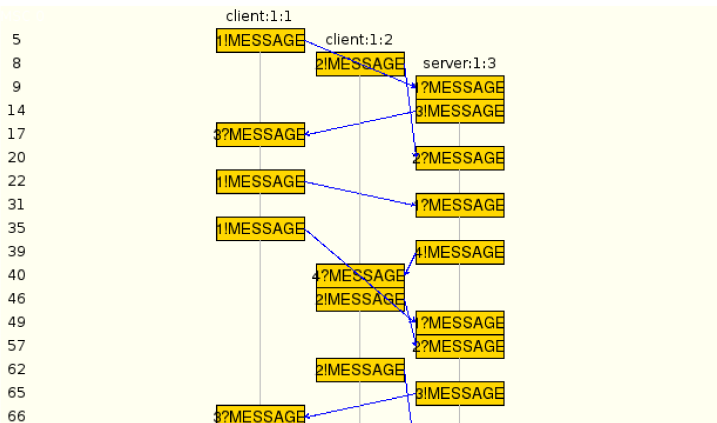 client:1:1
5 1!MESSAGE client:1:2
8 2!MESSAGE server:1:3
9 1?MESSAGE
14 3!MESSAGE
17 3?MESSAGE
20 2?MESSAGE
22 1!MESSAGE
31 1?MESSAGE
35 1!MESSAGE
39 4!MESSAGE
40 4?MESSAGE
46 2!MESSAGE
49 1?MESSAGE
57 2?MESSAGE
62 2!MESSAGE
65 3!MESSAGE
66 3?MESSAGE